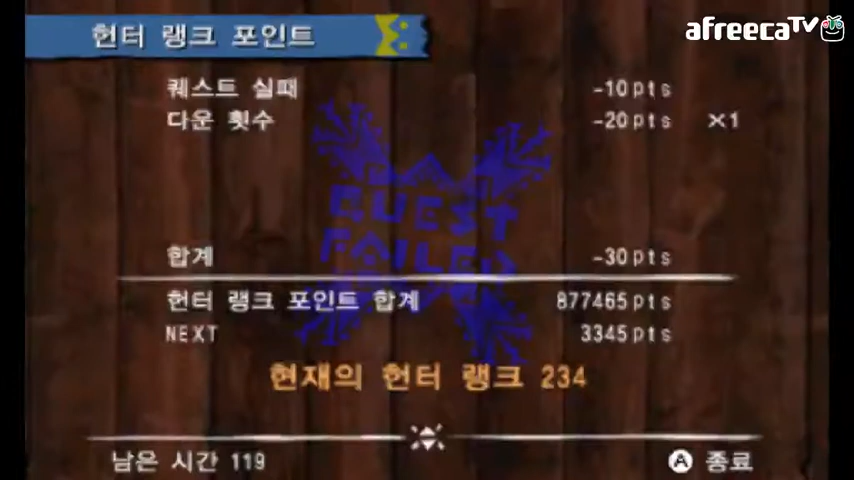 헌터 랭크 포인트
afreecaTV
퀘스트 실패 -10pts
다운 횟수 -20pts ×1
QUEST
FAILED
합계 -30pts
헌터 랭크 포인트 합계 877465pts
NEXT 3345pts
현재의 헌터 랭크 234
남은 시간 119
A 종료